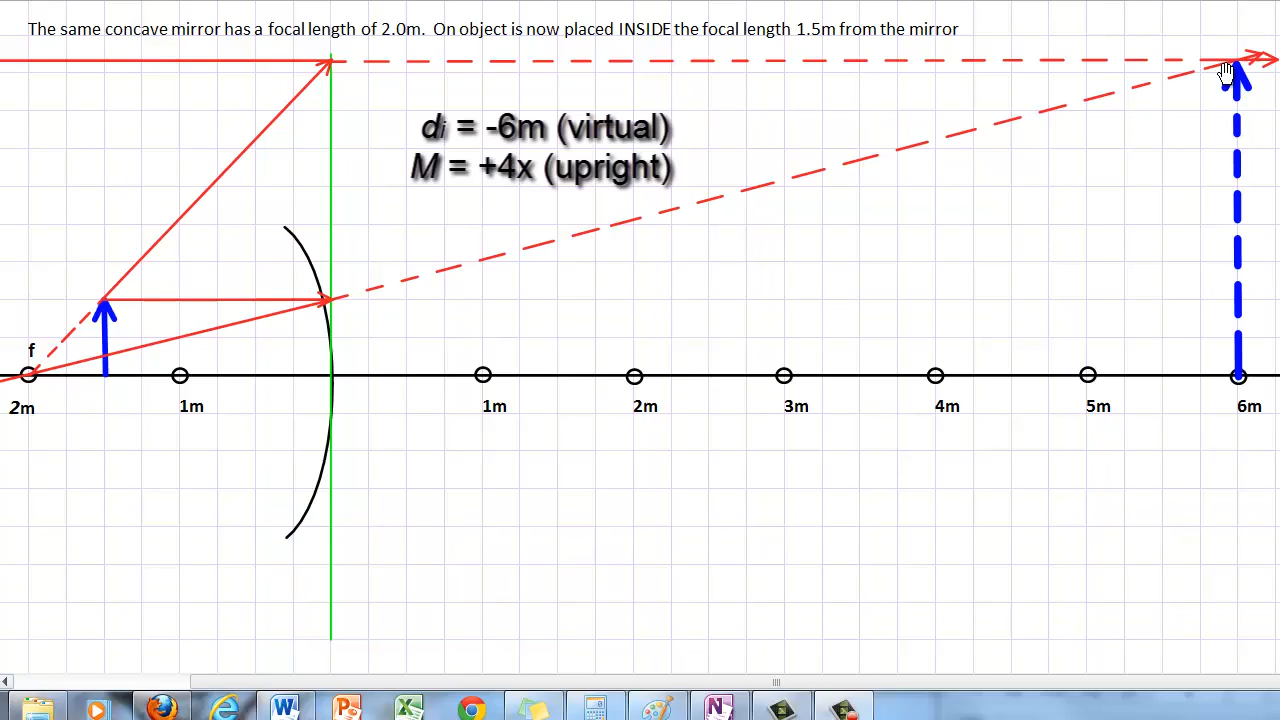 The same concave mirror has a focal length of 2.0m. On object is now placed INSIDE the focal length 1.5m from the mirror
di = -6m (virtual)
M = +4x (upright)
f
2m 1m 1m 2m 3m 4m 5m 6m